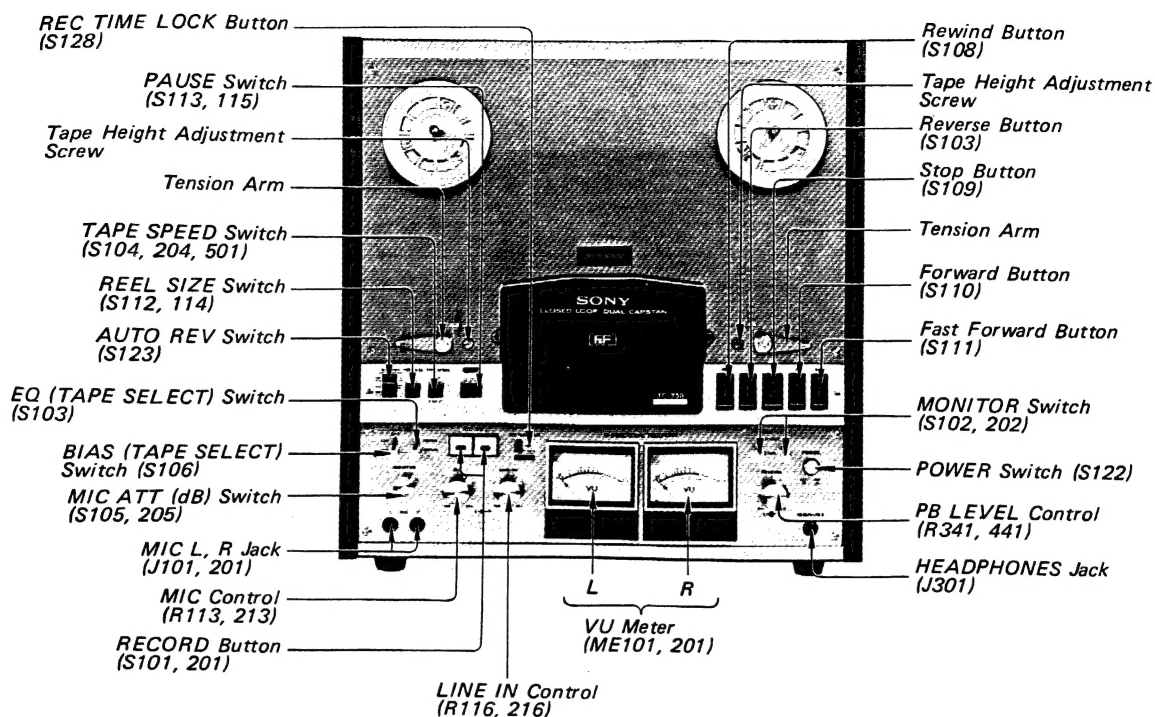 REC TIME LOCK Button
(S128)
PAUSE Switch
(S113, 115)
Tape Height Adjustment
Screw
Tension Arm
TAPE SPEED Switch
(S104, 204, 501)
REEL SIZE Switch
(S112, 114)
AUTO REV Switch
(S123)
EQ (TAPE SELECT) Switch
(S103)
BIAS (TAPE SELECT)
Switch (S106)
MIC ATT (dB) Switch
(S105, 205)
MIC L, R Jack
(J101, 201)
MIC Control
(R113, 213)
RECORD Button
(S101, 201)
LINE IN Control
(R116, 216)
SONY
CLOSED LOOP DUAL CAPSTAN
VU
VU
L
R
VU Meter
(ME101, 201)
Rewind Button
(S108)
Tape Height Adjustment
Screw
Reverse Button
(S103)
Stop Button
(S109)
Tension Arm
Forward Button
(S110)
Fast Forward Button
(S111)
MONITOR Switch
(S102, 202)
POWER Switch (S122)
PB LEVEL Control
(R341, 441)
HEADPHONES Jack
(J301)